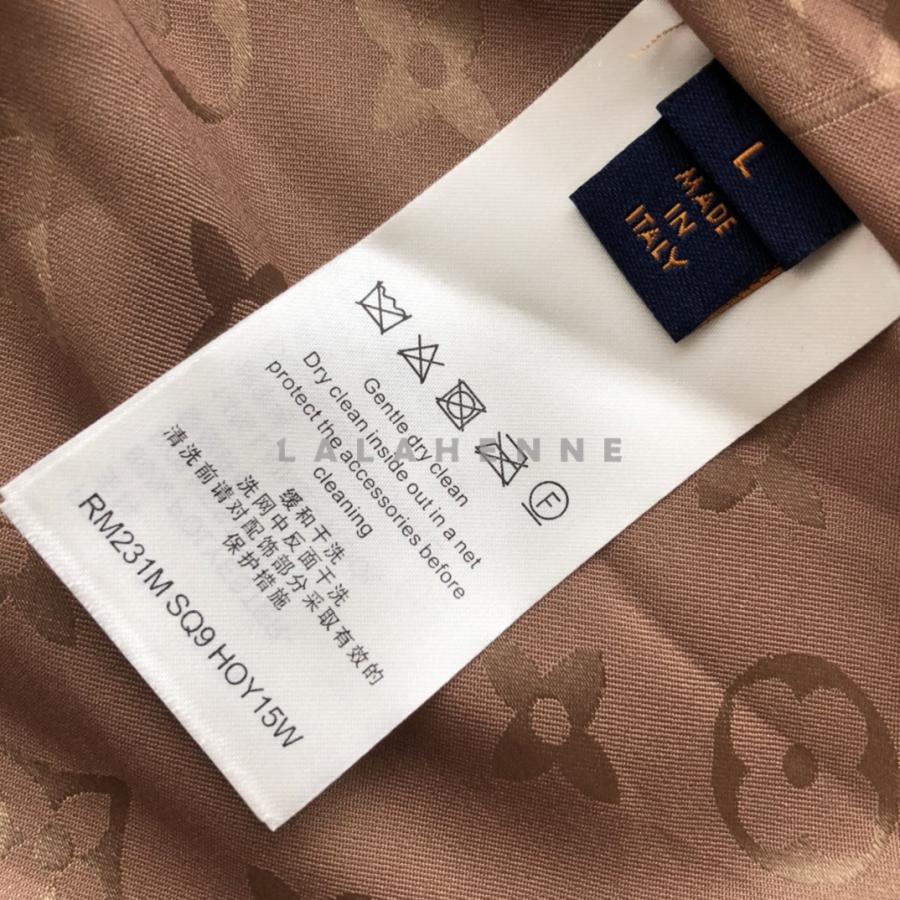 L
MADE
IN
ITALY
F
Gentle dry clean
Dry clean inside out in a net
protect the accessories before
cleaning
缓和干洗
洗网中反面干洗
清洗前请对配饰部分采取有效的
保护措施
RM231M SQ9 HOY15W
LALAHENNE